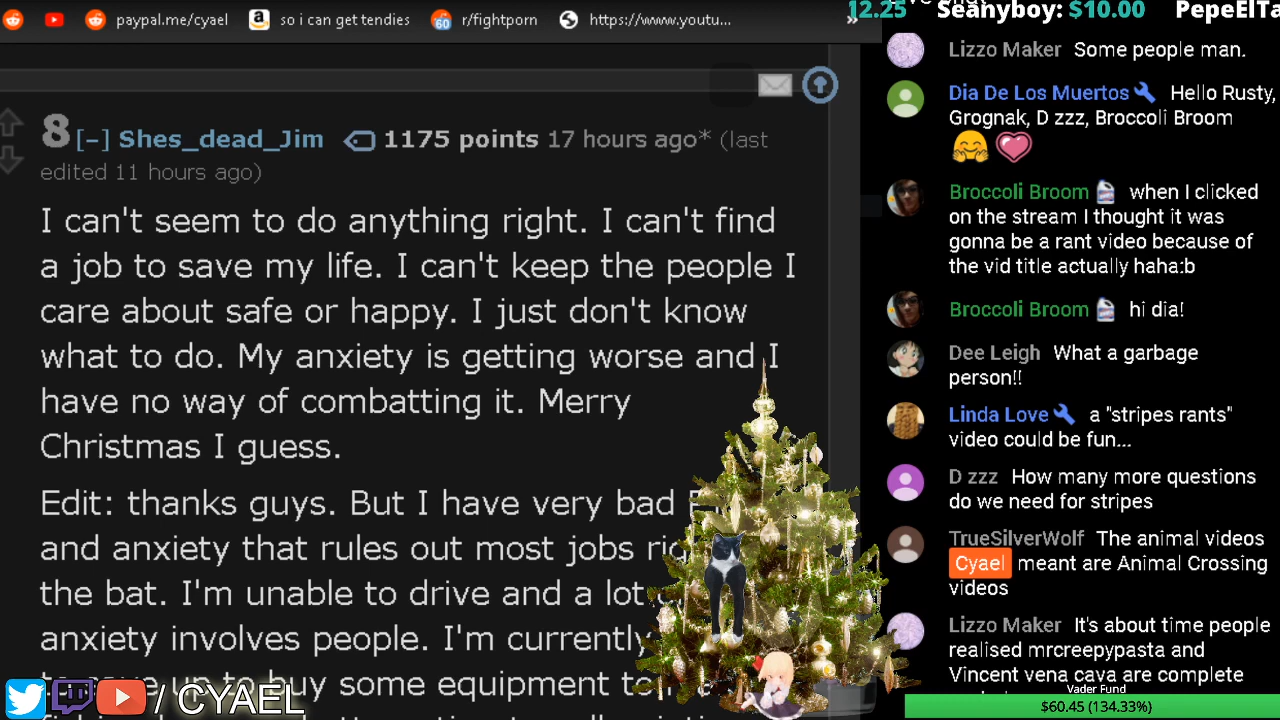 paypal.me/cyael so i can get tendies 60 r/fightporn https://www.youtu... »
8 [–] Shes_dead_Jim 1175 points 17 hours ago* (last
edited 11 hours ago)
I can't seem to do anything right. I can't find
a job to save my life. I can't keep the people I
care about safe or happy. I just don't know
what to do. My anxiety is getting worse and I
have no way of combatting it. Merry
Christmas I guess.
Edit: thanks guys. But I have very bad
and anxiety that rules out most jobs
the bat. I'm unable to drive and a lot
anxiety involves people. I'm currently
up to buy some equipment
/ CYAEL
12.25 Seanyboy: $10.00 PepeElTa
Lizzo Maker Some people man.
Dia De Los Muertos Hello Rusty,
Grognak, D zzz, Broccoli Broom
Broccoli Broom when I clicked
on the stream I thought it was
gonna be a rant video because of
the vid title actually haha:b
Broccoli Broom hi dia!
Dee Leigh What a garbage
person!!
Linda Love a "stripes rants"
video could be fun...
D zzz How many more questions
do we need for stripes
TrueSilverWolf The animal videos
Cyael meant are Animal Crossing
videos
Lizzo Maker It's about time people
realised mrcreepypasta and
Vincent vena cava are complete
Vader Fund
$60.45 (134.33%)